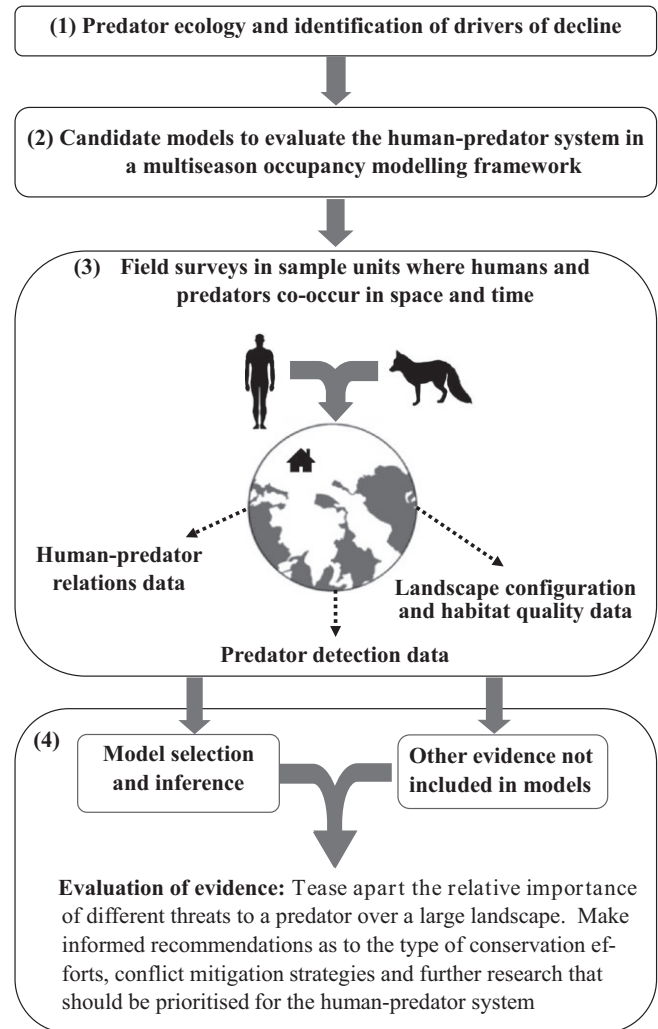 (1) Predator ecology and identification of drivers of decline
(2) Candidate models to evaluate the human-predator system in
a multiseason occupancy modelling framework
(3) Field surveys in sample units where humans and
predators co-occur in space and time
Human-predator
relations data
Landscape configuration
and habitat quality data
Predator detection data
(4)
Model selection
and inference
Other evidence not
included in models
Evaluation of evidence: Tease apart the relative importance
of different threats to a predator over a large landscape. Make
informed recommendations as to the type of conservation ef-
forts, conflict mitigation strategies and further research that
should be prioritised for the human-predator system